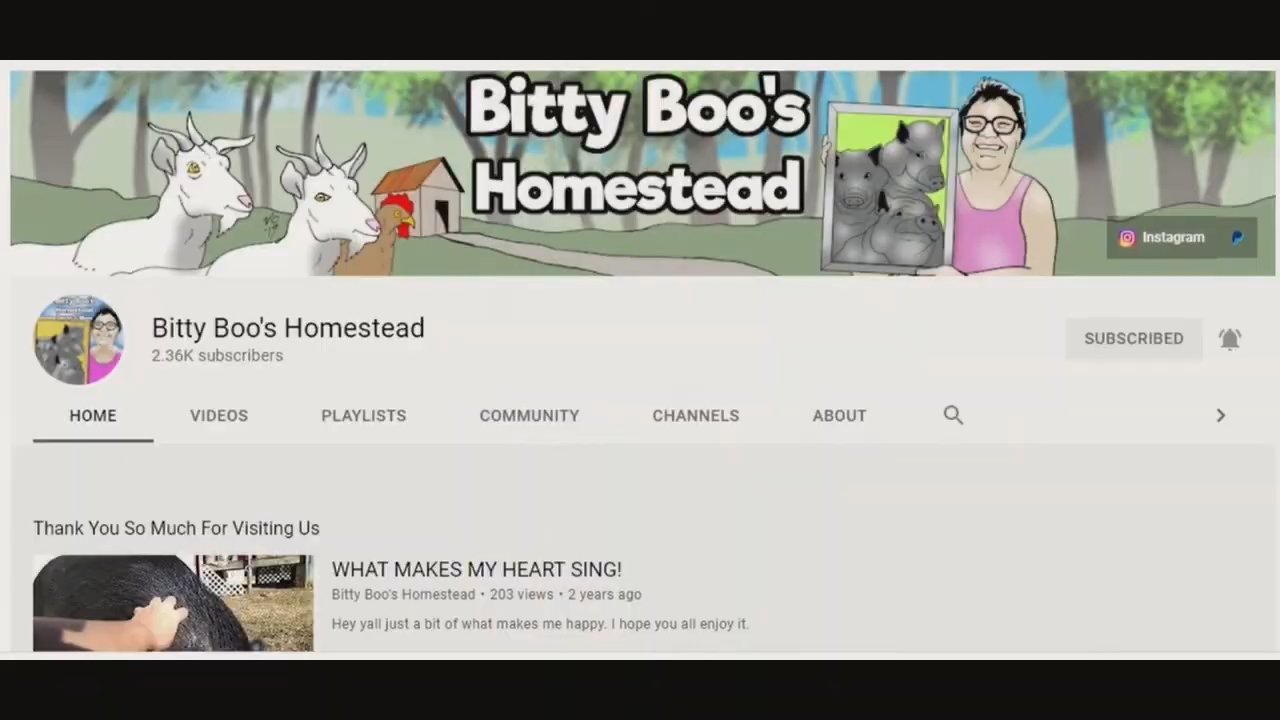 Bitty Boo's
Homestead
Instagram
Bitty Boo's Homestead
2.36K subscribers
SUBSCRIBED
HOME VIDEOS PLAYLISTS COMMUNITY CHANNELS ABOUT
Thank You So Much For Visiting Us
WHAT MAKES MY HEART SING!
Bitty Boo's Homestead • 203 views • 2 years ago
Hey yall just a bit of what makes me happy. I hope you all enjoy it.